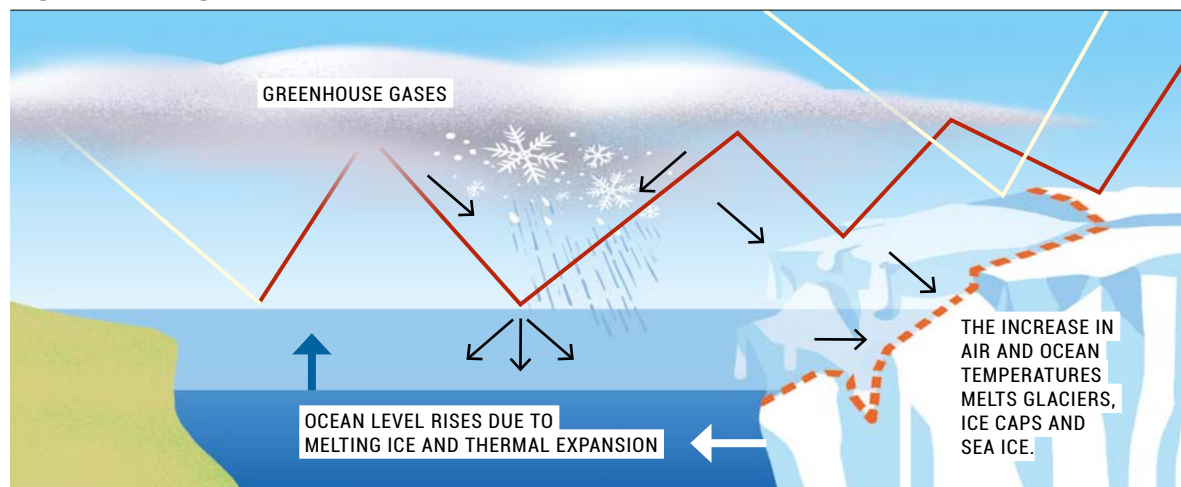 GREENHOUSE GASES
THE INCREASE IN
AIR AND OCEAN
TEMPERATURES
MELTS GLACIERS,
ICE CAPS AND
SEA ICE.
OCEAN LEVEL RISES DUE TO
MELTING ICE AND THERMAL EXPANSION